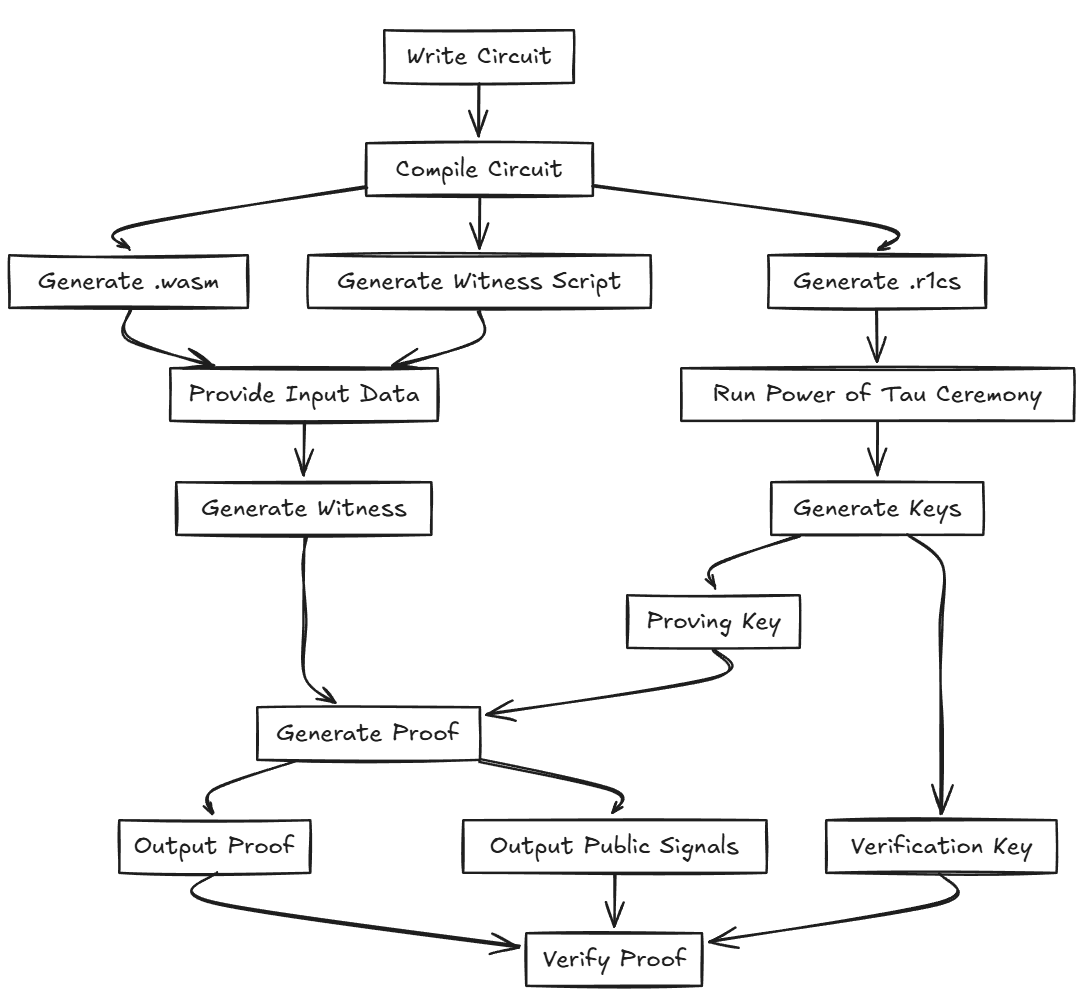 Write Circuit
Compile Circuit
Generate .wasm
Generate Witness Script
Generate .r1cs
Provide Input Data
Run Power of Tau Ceremony
Generate Witness
Generate Keys
Proving Key
Generate Proof
Output Proof
Output Public Signals
Verification Key
Verify Proof